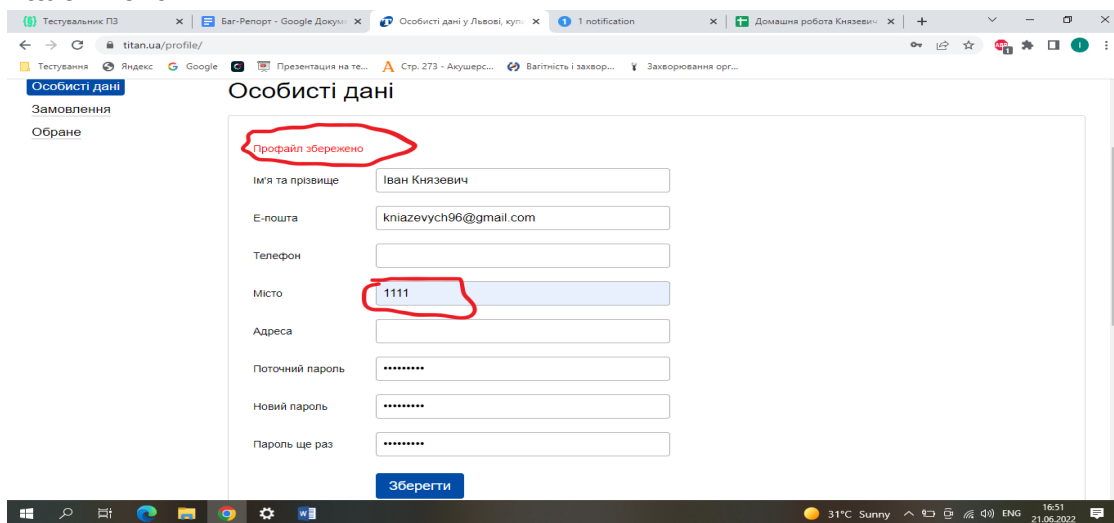 Тестувальник ПЗ
Баг-Репорт - Google Докум
Особисті дані у Львові, купи
1 notification
Домашня робота Князевич
titan.ua/profile/
Тестування Яндекс Google Презентация на те... Стр. 273 - Акушерс... Вагітність і захвор... Захворювання орг...
Особисті дані
Замовлення
Обране
Особисті дані
Профайл збережено
Ім'я та прізвище Іван Князевич
Е-пошта kniazevych96@gmail.com
Телефон
Місто 1111
Адреса
Поточний пароль •••••••••
Новий пароль •••••••••
Пароль ще раз •••••••••
Зберегти
31°C Sunny ENG 16:51
21.06.2022